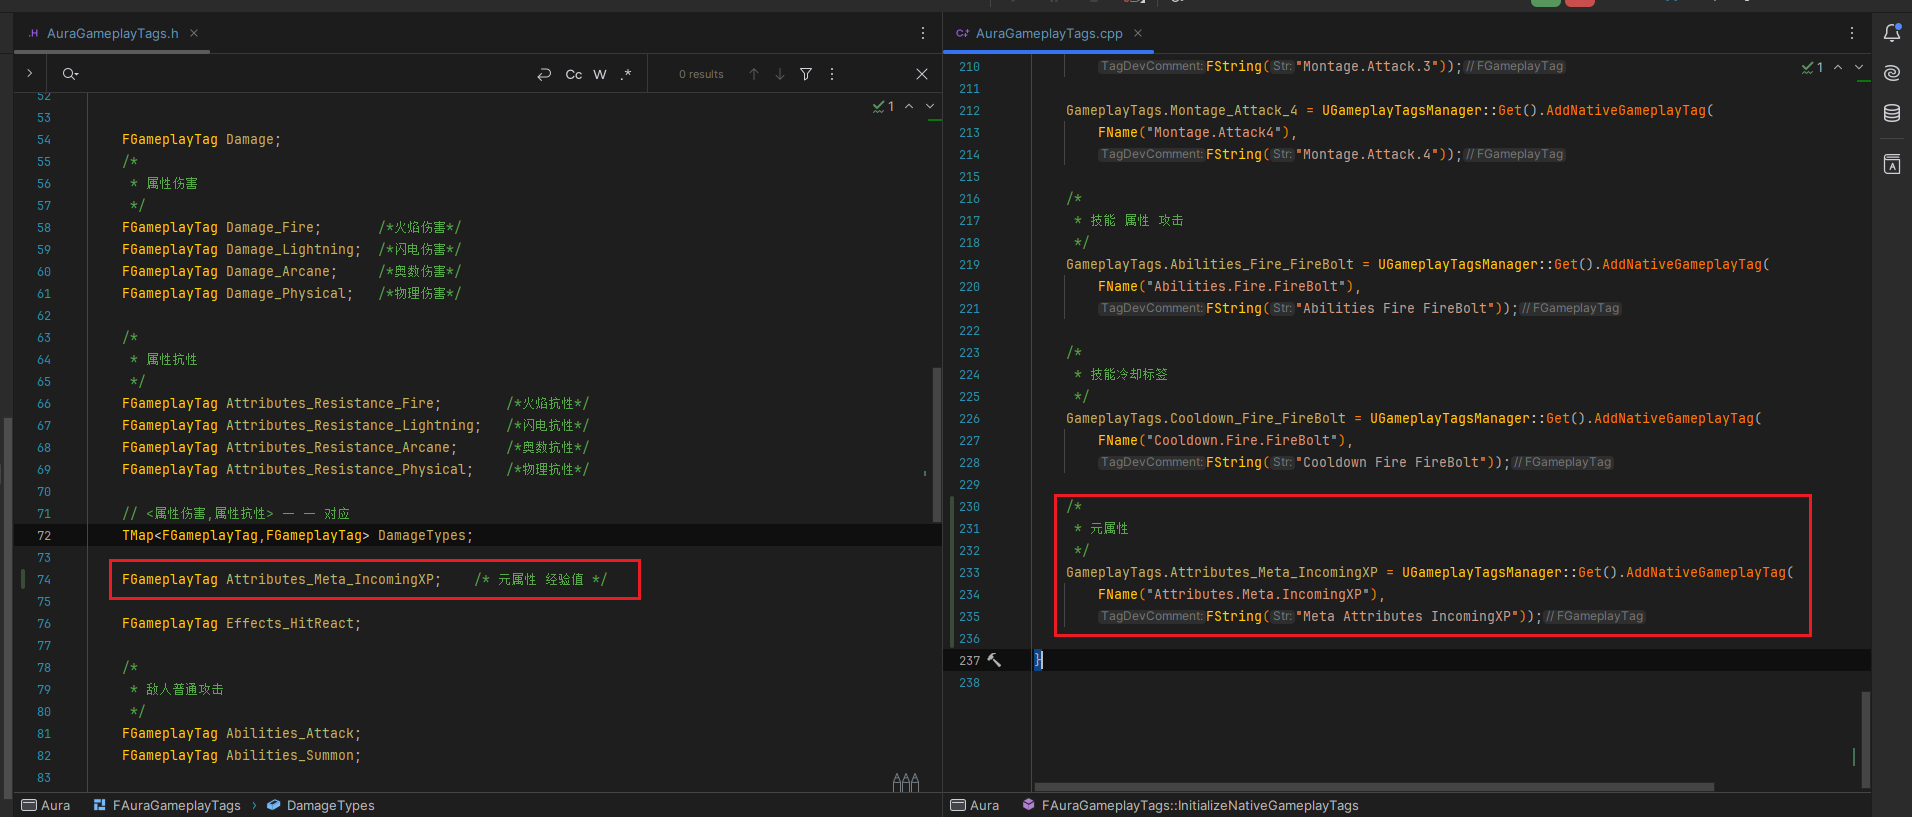 AuraGameplayTags.h
Cc W .*
0 results
1
52
53
54 FGameplayTag Damage;
55 /*
56 * 属性伤害
57 */
58 FGameplayTag Damage_Fire; /*火焰伤害*/
59 FGameplayTag Damage_Lightning; /*闪电伤害*/
60 FGameplayTag Damage_Arcane; /*奥数伤害*/
61 FGameplayTag Damage_Physical; /*物理伤害*/
62
63 /*
64 * 属性抗性
65 */
66 FGameplayTag Attributes_Resistance_Fire; /*火焰抗性*/
67 FGameplayTag Attributes_Resistance_Lightning; /*闪电抗性*/
68 FGameplayTag Attributes_Resistance_Arcane; /*奥数抗性*/
69 FGameplayTag Attributes_Resistance_Physical; /*物理抗性*/
70
71 // <属性伤害,属性抗性> 一 一 对应
72 TMap<FGameplayTag,FGameplayTag> DamageTypes;
73
74 FGameplayTag Attributes_Meta_IncomingXP; /* 元属性 经验值 */
75
76 FGameplayTag Effects_HitReact;
77
78 /*
79 * 敌人普通攻击
80 */
81 FGameplayTag Abilities_Attack;
82 FGameplayTag Abilities_Summon;
83
Aura FAuraGameplayTags › DamageTypes
C+ AuraGameplayTags.cpp
1
210 TagDevComment: FString( Str: "Montage.Attack.3")); // FGameplayTag
211
212 GameplayTags.Montage_Attack_4 = UGameplayTagsManager::Get().AddNativeGameplayTag(
213 FName("Montage.Attack4"),
214 TagDevComment: FString( Str: "Montage.Attack.4")); // FGameplayTag
215
216 /*
217 * 技能 属性 攻击
218 */
219 GameplayTags.Abilities_Fire_FireBolt = UGameplayTagsManager::Get().AddNativeGameplayTag(
220 FName("Abilities.Fire.FireBolt"),
221 TagDevComment: FString( Str: "Abilities Fire FireBolt")); // FGameplayTag
222
223 /*
224 * 技能冷却标签
225 */
226 GameplayTags.Cooldown_Fire_FireBolt = UGameplayTagsManager::Get().AddNativeGameplayTag(
227 FName("Cooldown.Fire.FireBolt"),
228 TagDevComment: FString( Str: "Cooldown Fire FireBolt")); // FGameplayTag
229
230 /*
231 * 元属性
232 */
233 GameplayTags.Attributes_Meta_IncomingXP = UGameplayTagsManager::Get().AddNativeGameplayTag(
234 FName("Attributes.Meta.IncomingXP"),
235 TagDevComment: FString( Str: "Meta Attributes IncomingXP")); // FGameplayTag
236
237 }
238
Aura FAuraGameplayTags::InitializeNativeGameplayTags